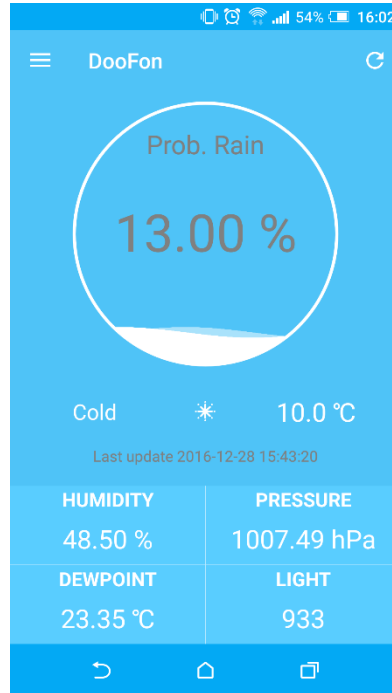 54% 16:02
DooFon
Prob. Rain
13.00 %
Cold 10.0 ℃
Last update 2016-12-28 15:43:20
HUMIDITY PRESSURE
48.50 % 1007.49 hPa
DEWPOINT LIGHT
23.35 ℃ 933